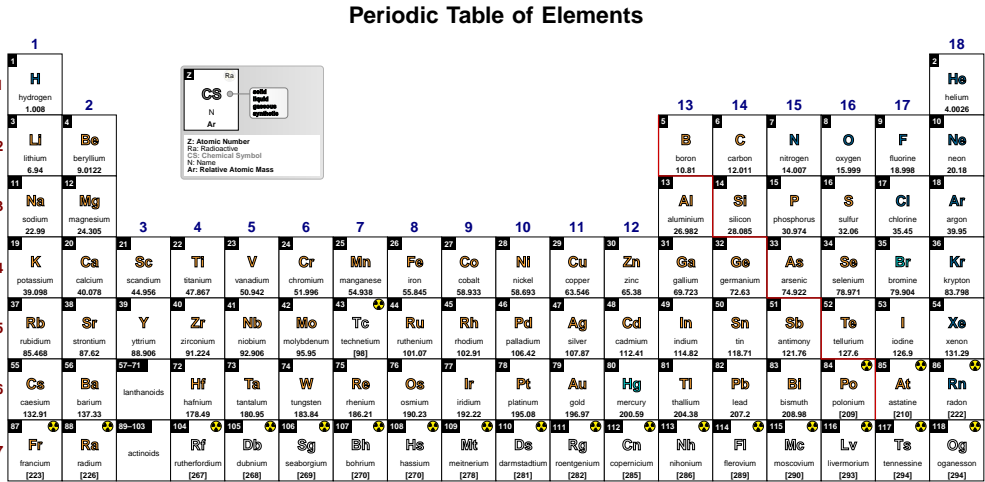 Periodic Table of Elements
1
18
1
H
hydrogen
1.008
2
He
helium
4.0026
Z
Ra
CS
N
Ar
solid
liquid
gaseous
synthetic
Z: Atomic Number
Ra: Radioactive
CS: Chemical Symbol
N: Name
Ar: Relative Atomic Mass
2
13 14 15 16 17
3 4 5 6 7 8 9 10
Li Be B C N O F Ne
lithium beryllium boron carbon nitrogen oxygen fluorine neon
6.94 9.0122 10.81 12.011 14.007 15.999 18.998 20.18
11 12 13 14 15 16 17 18
Na Mg Al Si P S Cl Ar
sodium magnesium aluminium silicon phosphorus sulfur chlorine argon
22.99 24.305 26.982 28.085 30.974 32.06 35.45 39.95
3 4 5 6 7 8 9 10 11 12
19 20 21 22 23 24 25 26 27 28 29 30 31 32 33 34 35 36
K Ca Sc Ti V Cr Mn Fe Co Ni Cu Zn Ga Ge As Se Br Kr
potassium calcium scandium titanium vanadium chromium manganese iron cobalt nickel copper zinc gallium germanium arsenic selenium bromine krypton
39.098 40.078 44.956 47.867 50.942 51.996 54.938 55.845 58.933 58.693 63.546 65.38 69.723 72.63 74.922 78.971 79.904 83.798
37 38 39 40 41 42 43 44 45 46 47 48 49 50 51 52 53 54
Rb Sr Y Zr Nb Mo Tc Ru Rh Pd Ag Cd In Sn Sb Te I Xe
rubidium strontium yttrium zirconium niobium molybdenum technetium ruthenium rhodium palladium silver cadmium indium tin antimony tellurium iodine xenon
85.468 87.62 88.906 91.224 92.906 95.95 [98] 101.07 102.91 106.42 107.87 112.41 114.82 118.71 121.76 127.6 126.9 131.29
55 56 57–71 72 73 74 75 76 77 78 79 80 81 82 83 84 85 86
Cs Ba Hf Ta W Re Os Ir Pt Au Hg Tl Pb Bi Po At Rn
caesium barium lanthanoids hafnium tantalum tungsten rhenium osmium iridium platinum gold mercury thallium lead bismuth polonium astatine radon
132.91 137.33 178.49 180.95 183.84 186.21 190.23 192.22 195.08 196.97 200.59 204.38 207.2 208.98 [209] [210] [222]
87 88 89–103 104 105 106 107 108 109 110 111 112 113 114 115 116 117 118
Fr Ra Rf Db Sg Bh Hs Mt Ds Rg Cn Nh Fl Mc Lv Ts Og
francium radium actinoids rutherfordium dubnium seaborgium bohrium hassium meitnerium darmstadtium roentgenium copernicium nihonium flerovium moscovium livermorium tennessine oganesson
[223] [226] [267] [268] [269] [270] [270] [278] [281] [282] [285] [286] [289] [290] [293] [294] [294]